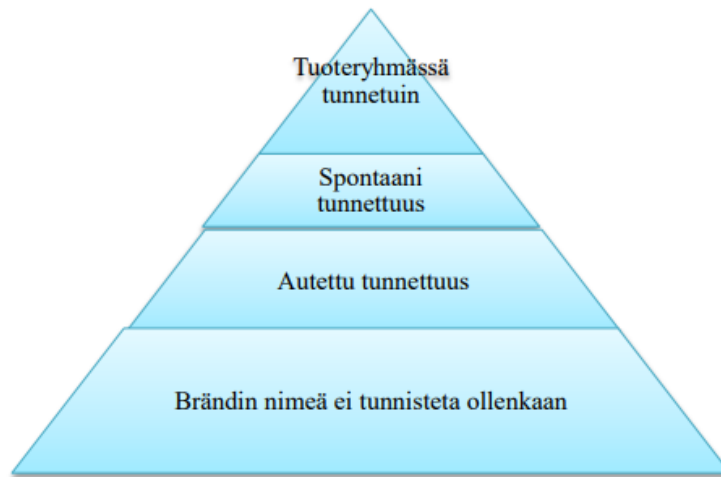 Tuoteryhmässä
tunnetuin
Spontaani
tunnettuus
Autettu tunnettuus
Brändin nimeä ei tunnisteta ollenkaan